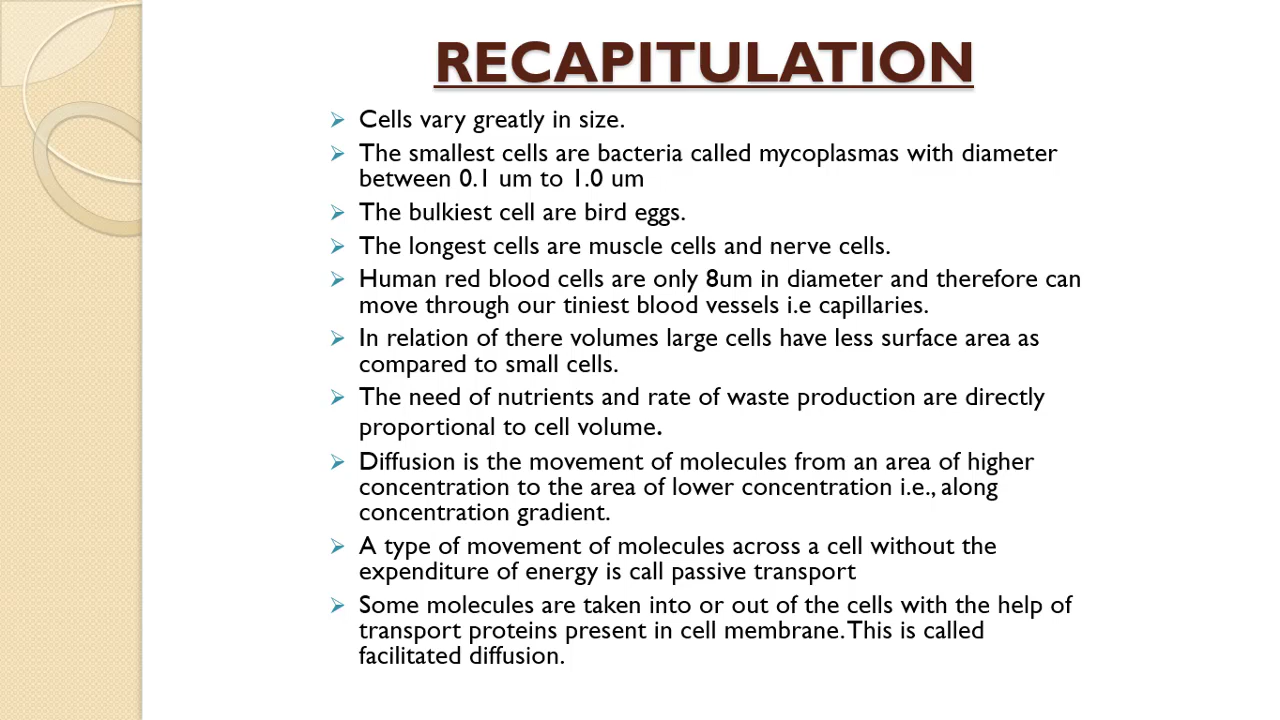 RECAPITULATION
Cells vary greatly in size.
The smallest cells are bacteria called mycoplasmas with diameter
between 0.1 um to 1.0 um
The bulkiest cell are bird eggs.
The longest cells are muscle cells and nerve cells.
Human red blood cells are only 8um in diameter and therefore can
move through our tiniest blood vessels i.e capillaries.
In relation of there volumes large cells have less surface area as
compared to small cells.
The need of nutrients and rate of waste production are directly
proportional to cell volume.
Diffusion is the movement of molecules from an area of higher
concentration to the area of lower concentration i.e., along
concentration gradient.
A type of movement of molecules across a cell without the
expenditure of energy is call passive transport
Some molecules are taken into or out of the cells with the help of
transport proteins present in cell membrane. This is called
facilitated diffusion.